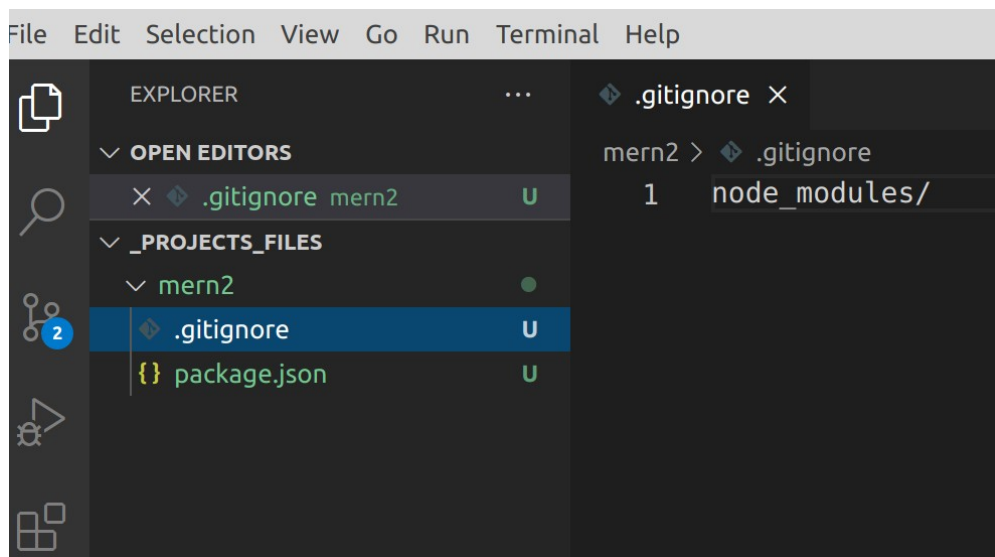 File Edit Selection View Go Run Terminal Help
EXPLORER ...
.gitignore
OPEN EDITORS
.gitignore mern2 U
mern2 > .gitignore
1 node_modules/
_PROJECTS_FILES
mern2
.gitignore U
2
{} package.json U